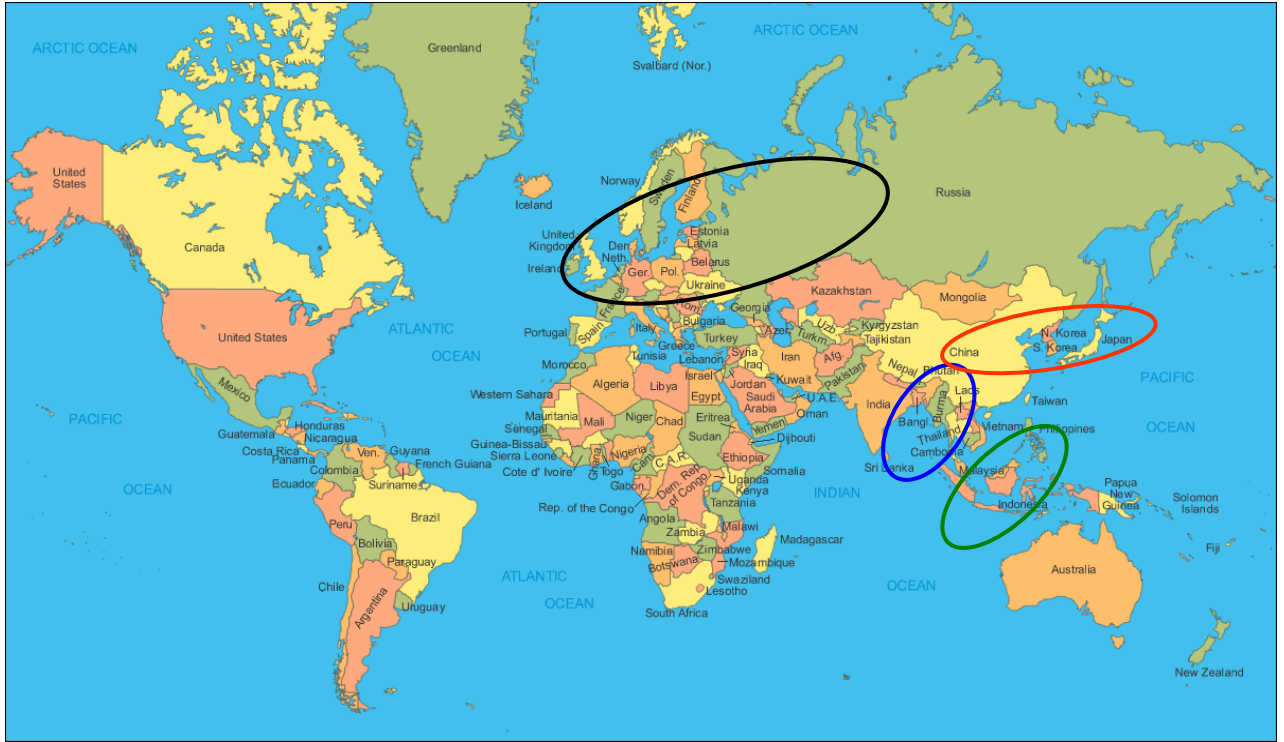 ARCTIC OCEAN
Greenland
Svalbard (Nor.)
ARCTIC OCEAN
United
States
Canada
Iceland
Norway
Sweden
Finland
Russia
United
Kingdom
Ireland
Den.
Neth.
Estonia
Latvia
Belarus
Ger.
Pol.
Ukraine
France
Rom.
Kazakhstan
Mongolia
United States
ATLANTIC
OCEAN
Portugal
Spain
Italy
Bulgaria
Greece
Georgia
Turkey
Azer.
Uzb.
Turkm.
Kyrgyzstan
Tajikistan
China
N. Korea
S. Korea
Japan
Morocco
Tunisia
Lebanon
Syria
Iraq
Iran
Afg.
Pakistan
Nepal
Bhutan
Israel
Jordan
Kuwait
Western Sahara
Algeria
Libya
Egypt
Saudi
Arabia
U.A.E.
Oman
India
Bangl.
Burma
Laos
Taiwan
PACIFIC
OCEAN
Mexico
PACIFIC
OCEAN
Mauritania
Mali
Niger
Chad
Eritrea
Sudan
Yemen
Djibouti
Senegal
Guinea-Bissau
Sierra Leone
Cote d' Ivoire
Ghana
Togo
Nigeria
Cam.
C.A.R.
Ethiopia
Somalia
Thailand
Vietnam
Cambodia
Philippines
Sri Lanka
Malaysia
Indonesia
Honduras
Nicaragua
Guatemala
Costa Rica
Panama
Ven.
Guyana
French Guiana
Suriname
Colombia
Ecuador
Gabon
Rep. of the Congo
Dem. Rep.
of Congo
Uganda
Kenya
Tanzania
INDIAN
OCEAN
Papua
New
Guinea
Solomon
Islands
Fiji
Peru
Brazil
Bolivia
Paraguay
Chile
Argentina
Uruguay
ATLANTIC
OCEAN
Angola
Zambia
Malawi
Namibia
Botswana
Zimbabwe
Mozambique
Madagascar
Swaziland
Lesotho
South Africa
Australia
New Zealand